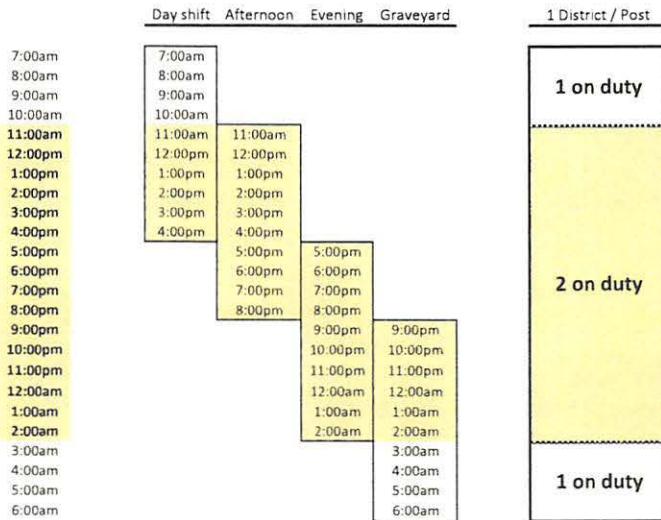 Day shift Afternoon Evening Graveyard 1 District / Post
7:00am 7:00am
8:00am 8:00am
9:00am 9:00am
10:00am 10:00am
1 on duty
11:00am 11:00am 11:00am
12:00pm 12:00pm 12:00pm
1:00pm 1:00pm 1:00pm
2:00pm 2:00pm 2:00pm
3:00pm 3:00pm 3:00pm
4:00pm 4:00pm 4:00pm
5:00pm 5:00pm 5:00pm
6:00pm 6:00pm 6:00pm
7:00pm 7:00pm 7:00pm
2 on duty
8:00pm 8:00pm 8:00pm
9:00pm 9:00pm 9:00pm
10:00pm 10:00pm 10:00pm
11:00pm 11:00pm 11:00pm
12:00am 12:00am 12:00am
1:00am 1:00am 1:00am
2:00am 2:00am 2:00am
3:00am 3:00am
4:00am 4:00am
1 on duty
5:00am 5:00am
6:00am 6:00am